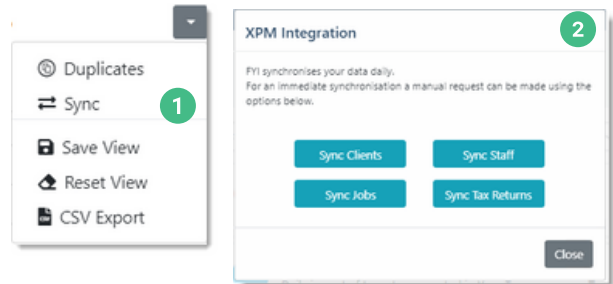 Duplicates
Sync
1
Save View
Reset View
CSV Export
XPM Integration
2
FYI synchronises your data daily.
For an immediate synchronisation a manual request can be made using the
options below.
Sync Clients
Sync Staff
Sync Jobs
Sync Tax Returns
Close